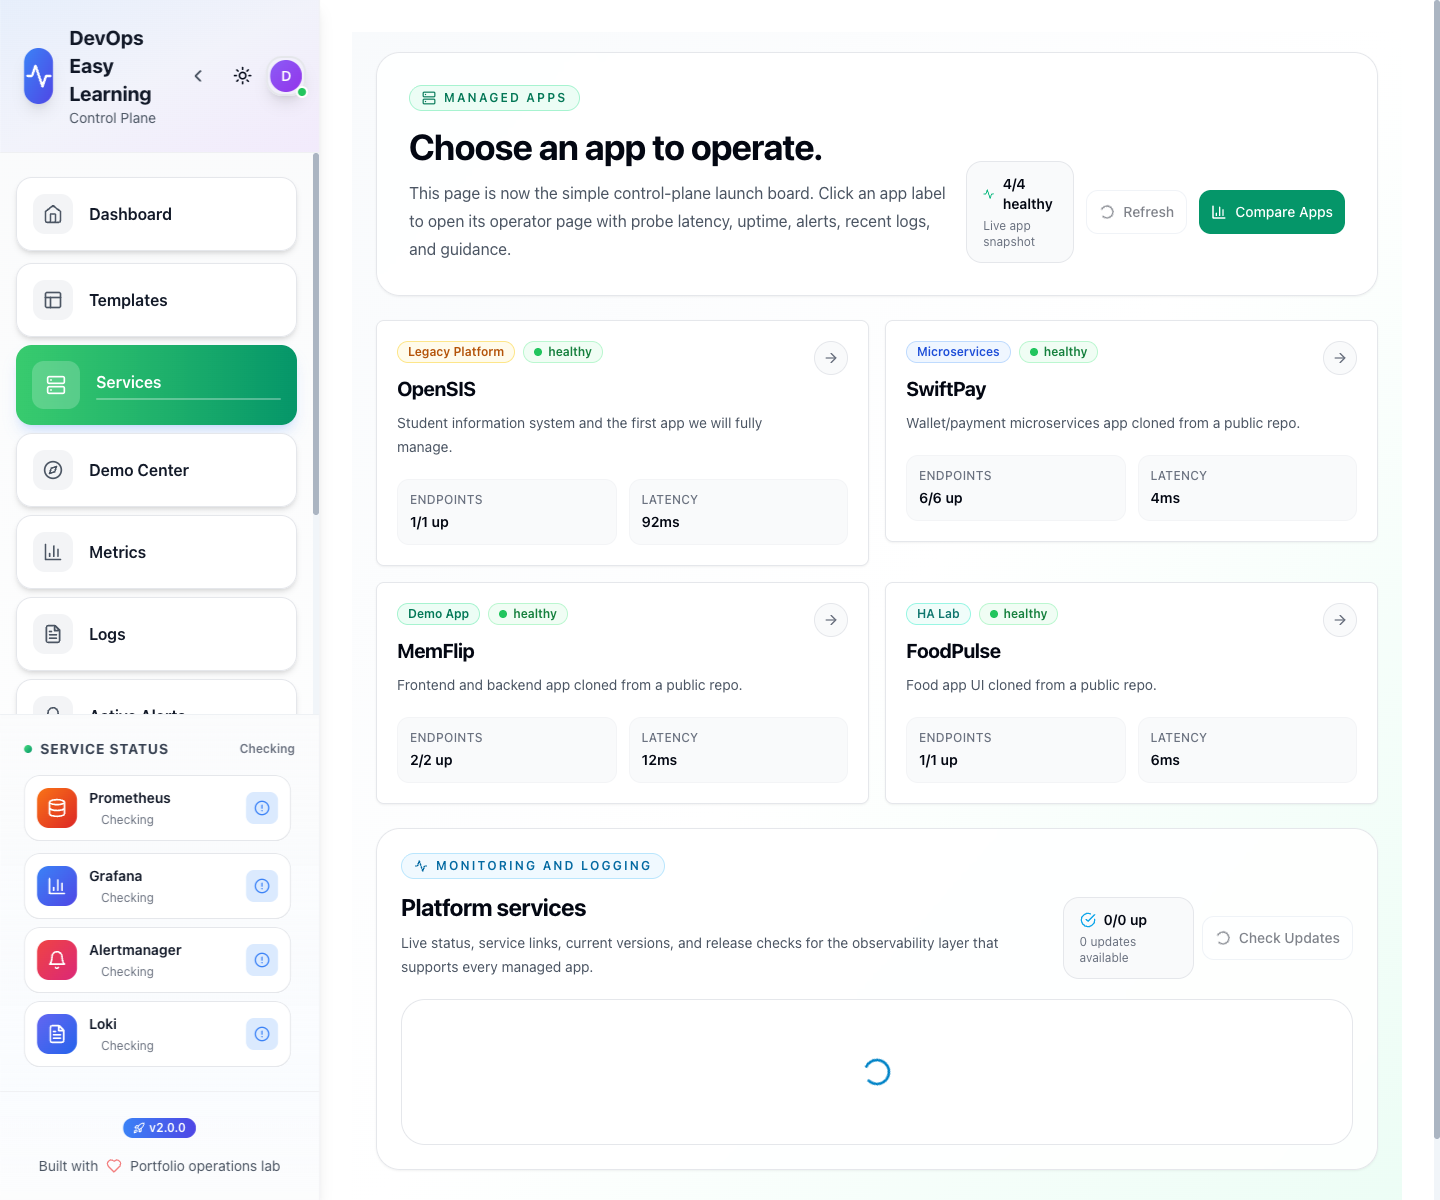 DevOps
Easy
Learning
Control Plane
D
Dashboard
Templates
Services
Demo Center
Metrics
Logs
Active Alerts
SERVICE STATUS
Checking
Prometheus
Checking
Grafana
Checking
Alertmanager
Checking
Loki
Checking
v2.0.0
Built with
Portfolio operations lab
MANAGED APPS
Choose an app to operate.
This page is now the simple control-plane launch board. Click an app label
to open its operator page with probe latency, uptime, alerts, recent logs,
and guidance.
4/4
healthy
Live app
snapshot
Refresh
Compare Apps
Legacy Platform
healthy
OpenSIS
Student information system and the first app we will fully
manage.
ENDPOINTS
1/1 up
LATENCY
92ms
Microservices
healthy
SwiftPay
Wallet/payment microservices app cloned from a public repo.
ENDPOINTS
6/6 up
LATENCY
4ms
Demo App
healthy
MemFlip
Frontend and backend app cloned from a public repo.
ENDPOINTS
2/2 up
LATENCY
12ms
HA Lab
healthy
FoodPulse
Food app UI cloned from a public repo.
ENDPOINTS
1/1 up
LATENCY
6ms
MONITORING AND LOGGING
Platform services
Live status, service links, current versions, and release checks for the observability layer that
supports every managed app.
0/0 up
0 updates
available
Check Updates